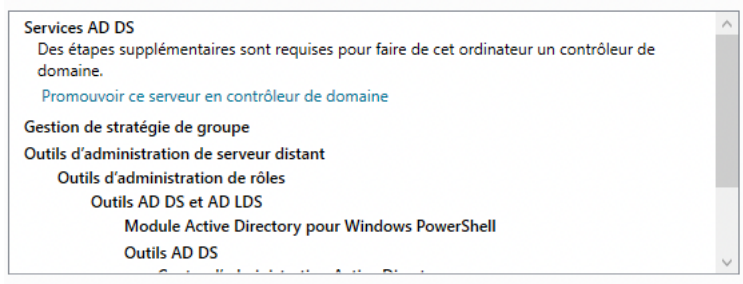 Services AD DS
Des étapes supplémentaires sont requises pour faire de cet ordinateur un contrôleur de
domaine.
Promouvoir ce serveur en contrôleur de domaine
Gestion de stratégie de groupe
Outils d'administration de serveur distant
Outils d'administration de rôles
Outils AD DS et AD LDS
Module Active Directory pour Windows PowerShell
Outils AD DS